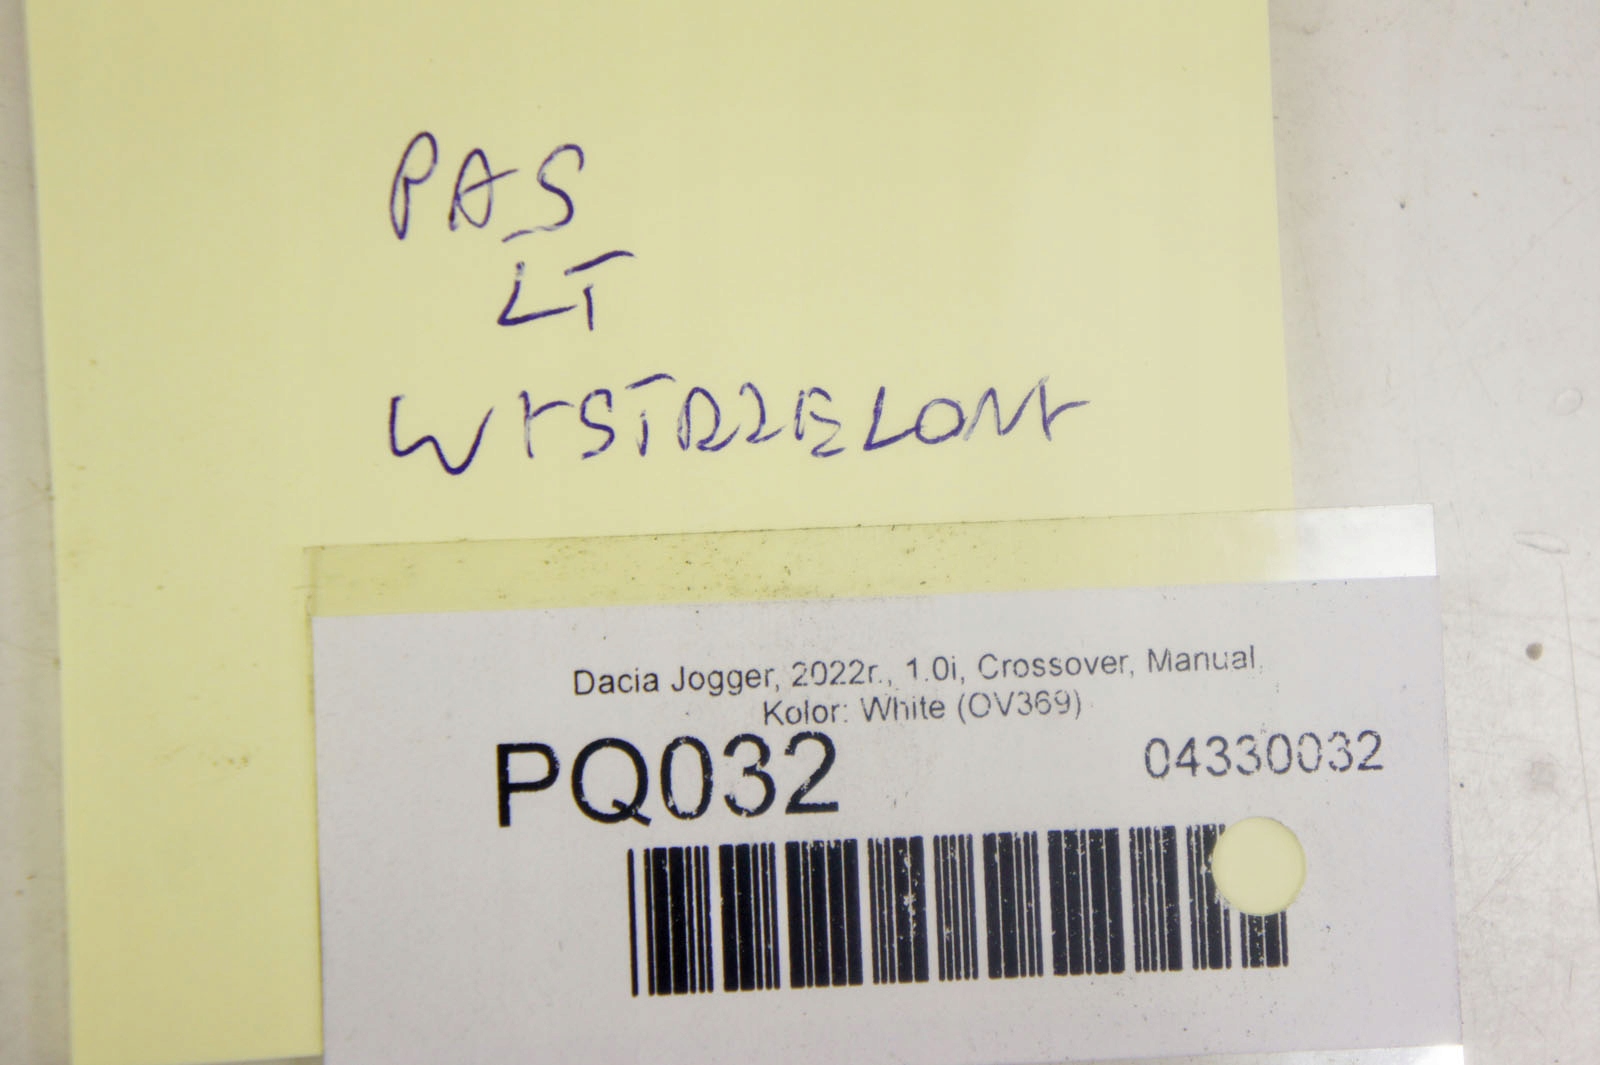 PAS
LT
WYSTRZELONY
Dacia Jogger, 2022r., 1.0i, Crossover, Manual,
Kolor: White (OV369)
PQ032
04330032